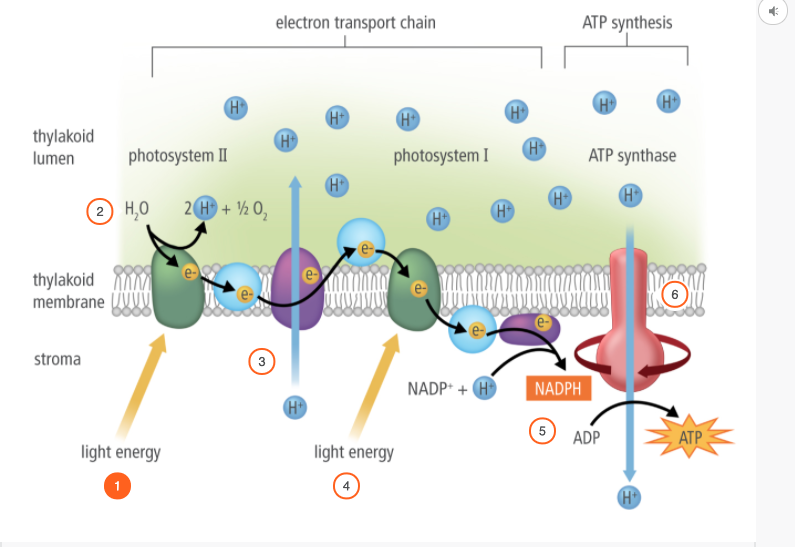 electron transport chain
ATP synthesis
H⁺ H⁺ H⁺ H⁺ H⁺ H⁺
H⁺ H⁺
thylakoid
lumen
photosystem II
photosystem I
ATP synthase
H⁺
H⁺ H⁺
2
H₂O
2 H⁺ + ½ O₂
H⁺ H⁺
e-
e-
e-
e-
e-
thylakoid
membrane
6
e-
e-
stroma
3
NADP⁺ + H⁺
NADPH
H⁺
5
ADP
ATP
light energy
light energy
1
4
H⁺